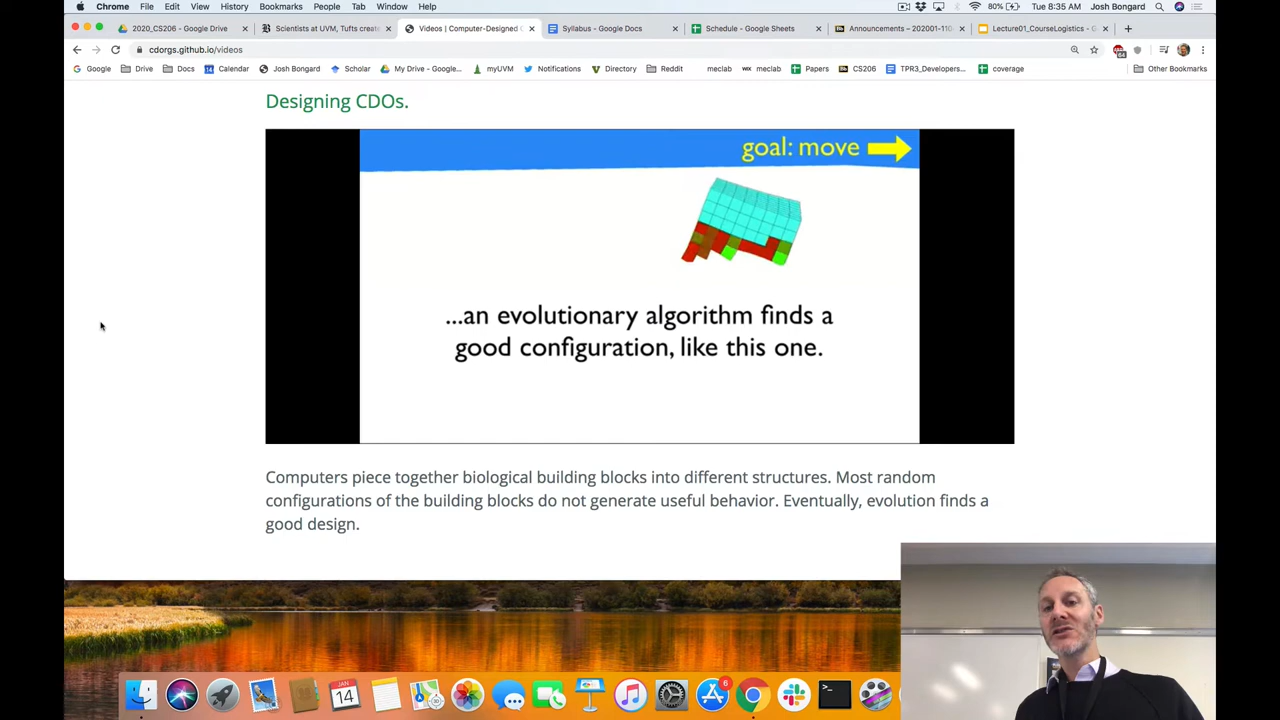 Chrome File Edit View History Bookmarks People Tab Window Help 80% Tue 8:35 AM Josh Bongard
2020_CS206 - Google Drive Scientists at UVM, Tufts create Videos | Computer-Designed Syllabus - Google Docs Schedule - Google Sheets Announcements – 202001-110 Lecture01_CourseLogistics - G
cdorgs.github.io/videos
Google Drive Docs Calendar Josh Bongard Scholar My Drive - Google... myUVM Notifications Directory Reddit meclab meclab Papers CS206 TPR3_Developers... coverage Other Bookmarks
Designing CDOs.
goal: move
...an evolutionary algorithm finds a
good configuration, like this one.
Computers piece together biological building blocks into different structures. Most random
configurations of the building blocks do not generate useful behavior. Eventually, evolution finds a
good design.
JAN
14
6